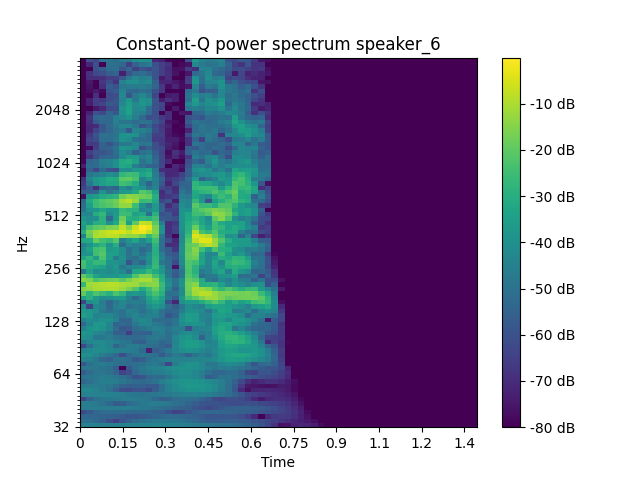 Constant-Q power spectrum speaker_6
Hz
2048
1024
512
256
128
64
32
0 0.15 0.3 0.45 0.6 0.75 0.9 1.1 1.2 1.4
Time
-10 dB
-20 dB
-30 dB
-40 dB
-50 dB
-60 dB
-70 dB
-80 dB